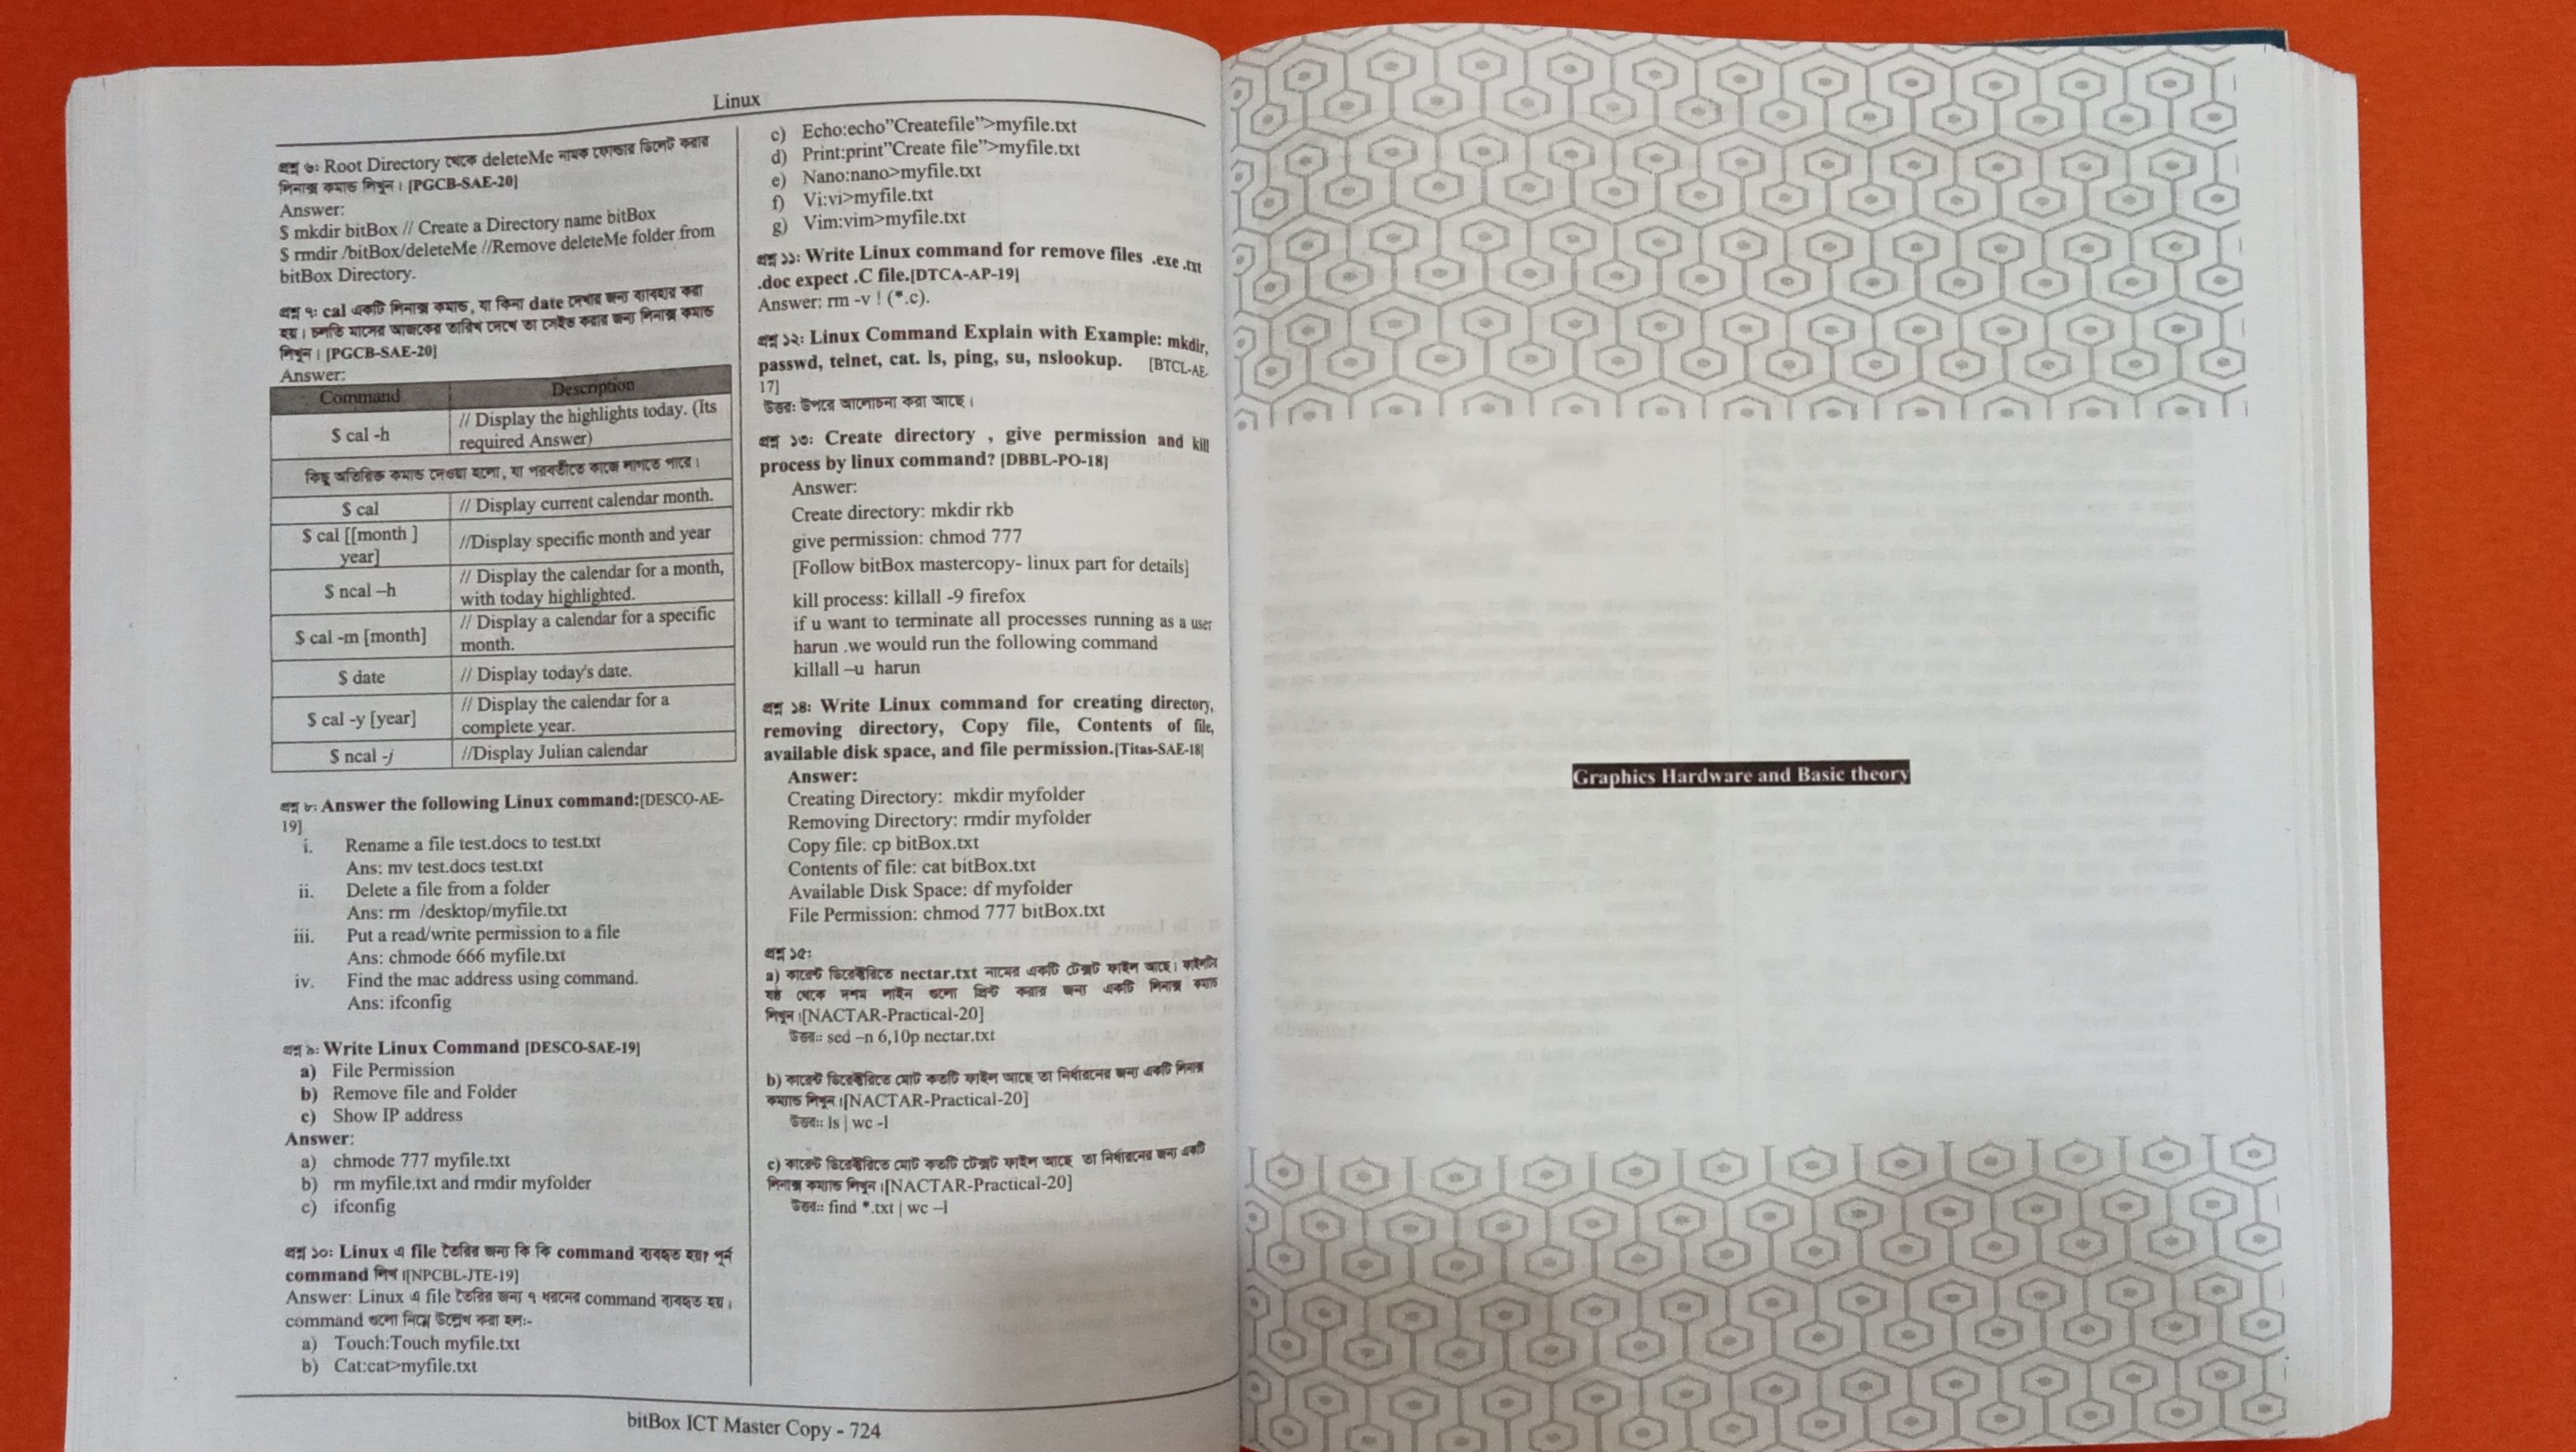 Linux
প্রশ্ন ৬: Root Directory থেকে deleteMe নামক ফোল্ডার ডিলেট করার
লিনাক্স কমান্ড লিখুন। [PGCB-SAE-20]
Answer:
$ mkdir bitBox // Create a Directory name bitBox
$ rmdir /bitBox/deleteMe //Remove deleteMe folder from
bitBox Directory.
প্রশ্ন ৭: cal একটি লিনাক্স কমান্ড, যা কিনা date দেখার জন্য ব্যবহার করা
হয়। চলতি মাসের আজকের তারিখ দেখে তা সেইভ করার জন্য লিনাক্স কমান্ড
লিখুন। [PGCB-SAE-20]
Answer:
Command Description
$ cal -h // Display the highlights today. (Its
required Answer)
কিছু অতিরিক্ত কমান্ড দেওয়া হলো, যা পরবর্তীতে কাজে লাগতে পারে।
$ cal // Display current calendar month.
$ cal [[month ]
year] //Display specific month and year
$ ncal –h // Display the calendar for a month,
with today highlighted.
$ cal -m [month] // Display a calendar for a specific
month.
$ date // Display today's date.
$ cal -y [year] // Display the calendar for a
complete year.
$ ncal -j //Display Julian calendar
প্রশ্ন ৮: Answer the following Linux command:[DESCO-AE-
19]
i. Rename a file test.docs to test.txt
Ans: mv test.docs test.txt
ii. Delete a file from a folder
Ans: rm /desktop/myfile.txt
iii. Put a read/write permission to a file
Ans: chmode 666 myfile.txt
iv. Find the mac address using command.
Ans: ifconfig
প্রশ্ন ৯: Write Linux Command [DESCO-SAE-19]
a) File Permission
b) Remove file and Folder
c) Show IP address
Answer:
a) chmode 777 myfile.txt
b) rm myfile.txt and rmdir myfolder
c) ifconfig
প্রশ্ন ১০: Linux এ file তৈরির জন্য কি কি command ব্যবহৃত হয়? পূর্ন
command লিখ।[NPCBL-JTE-19]
Answer: Linux এ file তৈরির জন্য ৭ ধরনের command ব্যবহৃত হয়।
command গুলো নিম্নে উল্লেখ করা হল:-
a) Touch:Touch myfile.txt
b) Cat:cat>myfile.txt
c) Echo:echo”Createfile”>myfile.txt
d) Print:print”Create file”>myfile.txt
e) Nano:nano>myfile.txt
f) Vi:vi>myfile.txt
g) Vim:vim>myfile.txt
প্রশ্ন ১১: Write Linux command for remove files .exe .txt
.doc expect .C file.[DTCA-AP-19]
Answer: rm -v ! (*.c).
প্রশ্ন ১২: Linux Command Explain with Example: mkdir,
passwd, telnet, cat. ls, ping, su, nslookup. [BTCL-AE-
17]
উত্তর: উপরে আলোচনা করা আছে।
প্রশ্ন ১৩: Create directory , give permission and kill
process by linux command? [DBBL-PO-18]
Answer:
Create directory: mkdir rkb
give permission: chmod 777
[Follow bitBox mastercopy- linux part for details]
kill process: killall -9 firefox
if u want to terminate all processes running as a user
harun .we would run the following command
killall –u harun
প্রশ্ন ১৪: Write Linux command for creating directory,
removing directory, Copy file, Contents of file,
available disk space, and file permission.[Titas-SAE-18]
Answer:
Creating Directory: mkdir myfolder
Removing Directory: rmdir myfolder
Copy file: cp bitBox.txt
Contents of file: cat bitBox.txt
Available Disk Space: df myfolder
File Permission: chmod 777 bitBox.txt
প্রশ্ন ১৫:
a) কারেন্ট ডিরেক্টরিতে nectar.txt নামের একটি টেক্সট ফাইল আছে। ফাইলটির
ষষ্ঠ থেকে দশম লাইন গুলো প্রিন্ট করার জন্য একটি লিনাক্স কমান্ড
লিখুন।[NACTAR-Practical-20]
উত্তর:: sed –n 6,10p nectar.txt
b) কারেন্ট ডিরেক্টরিতে মোট কতটি ফাইল আছে তা নির্ধারনের জন্য একটি লিনাক্স
কমান্ড লিখুন।[NACTAR-Practical-20]
উত্তর:: ls | wc -l
c) কারেন্ট ডিরেক্টরিতে মোট কতটি টেক্সট ফাইল আছে তা নির্ধারনের জন্য একটি
লিনাক্স কমান্ড লিখুন।[NACTAR-Practical-20]
উত্তর:: find *.txt | wc –l
bitBox ICT Master Copy - 724
Graphics Hardware and Basic theory